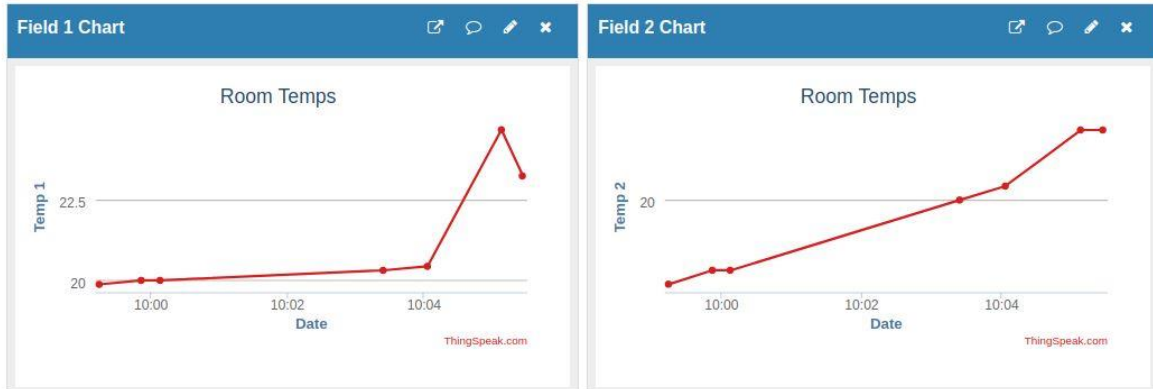 Field 1 Chart
Room Temps
Temp 1
22.5
20
10:00 10:02 10:04
Date
ThingSpeak.com
Field 2 Chart
Room Temps
Temp 2
20
10:00 10:02 10:04
Date
ThingSpeak.com